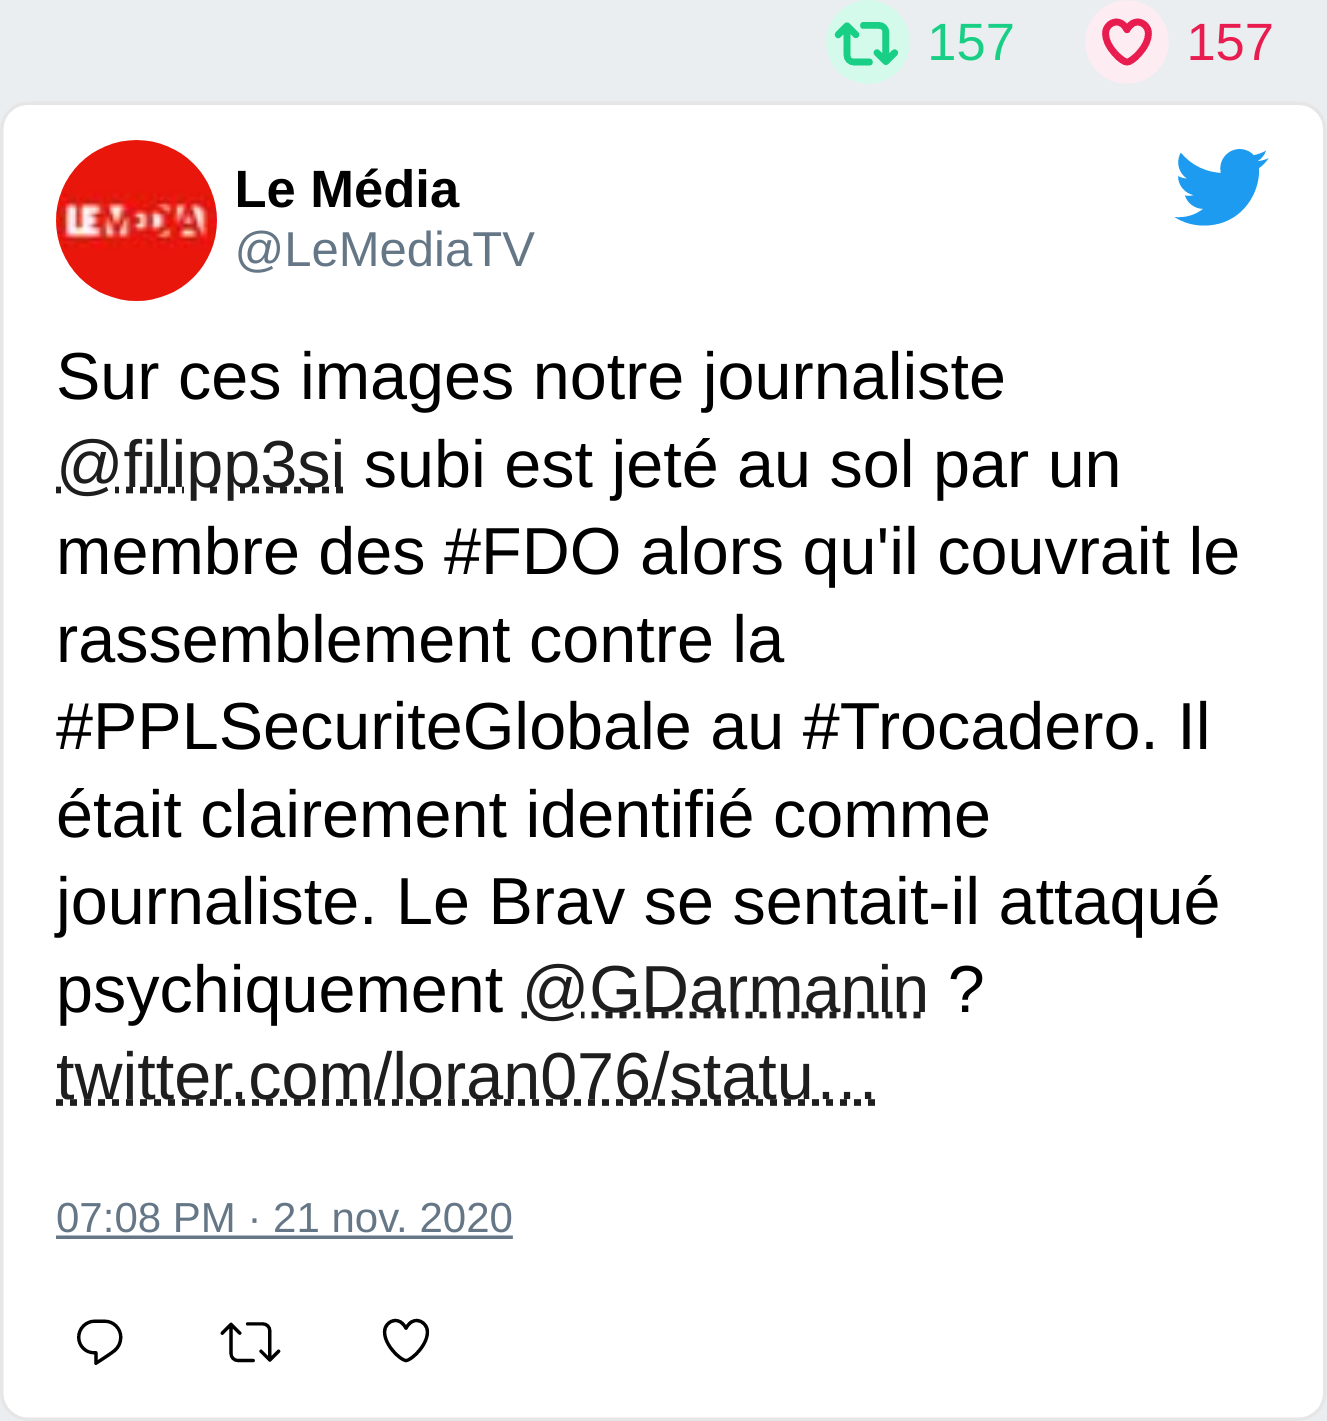 157 157
LEMEDIA
Le Média
@LeMediaTV
Sur ces images notre journaliste
@filipp3si subi est jeté au sol par un
membre des #FDO alors qu'il couvrait le
rassemblement contre la
#PPLSecuriteGlobale au #Trocadero. Il
était clairement identifié comme
journaliste. Le Brav se sentait-il attaqué
psychiquement @GDarmanin ?
twitter.com/loran076/statu…
07:08 PM · 21 nov. 2020